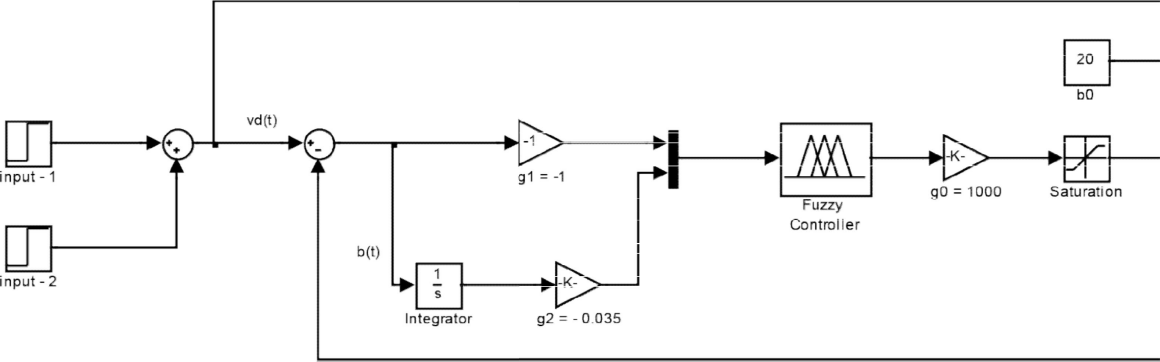 20
b0
vd(t)
+
+
+
-
-1
input - 1
g1 = -1
-K-
g0 = 1000
Saturation
Fuzzy
Controller
b(t)
input - 2
1
s
Integrator
-K-
g2 = - 0.035